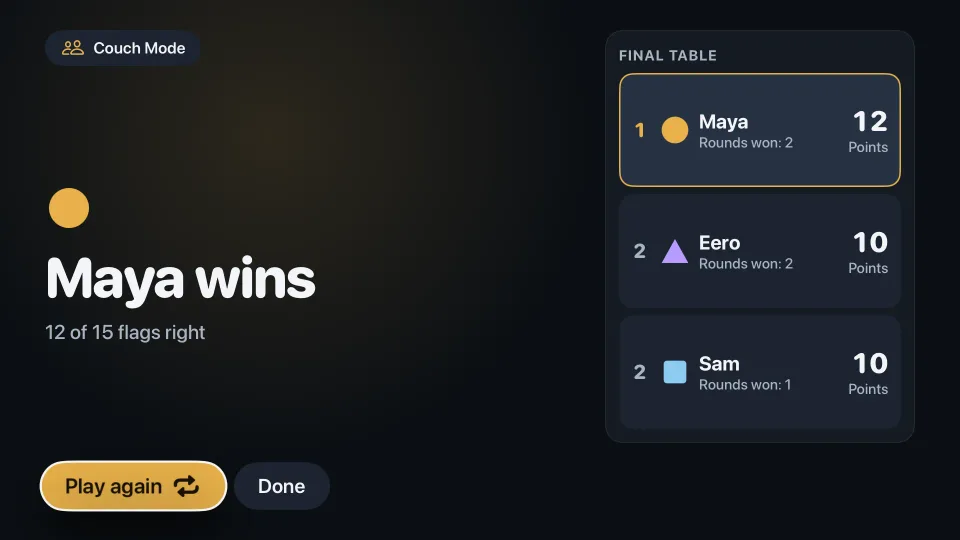 Couch Mode
Maya wins
12 of 15 flags right
Play again
Done
FINAL TABLE
1
Maya
Rounds won: 2
12
Points
2
Eero
Rounds won: 2
10
Points
2
Sam
Rounds won: 1
10
Points